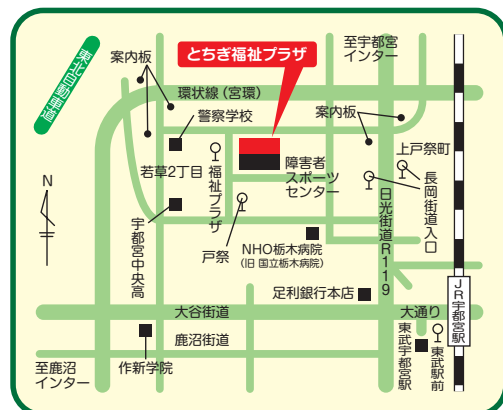 とちぎ福祉プラザ
至宇都宮
インター
東北自動車道
案内板
環状線(宮環)
警察学校
案内板
上戸祭町
若草2丁目
福祉プラザ
障害者
スポーツ
センター
長岡街道入口
N
宇都宮中央高
戸祭
日光街道R119
NHO栃木病院
(旧 国立栃木病院)
足利銀行本店
大谷街道
大通り
JR宇都宮駅
鹿沼街道
東武宇都宮駅
東武駅前
至鹿沼
インター
作新学院